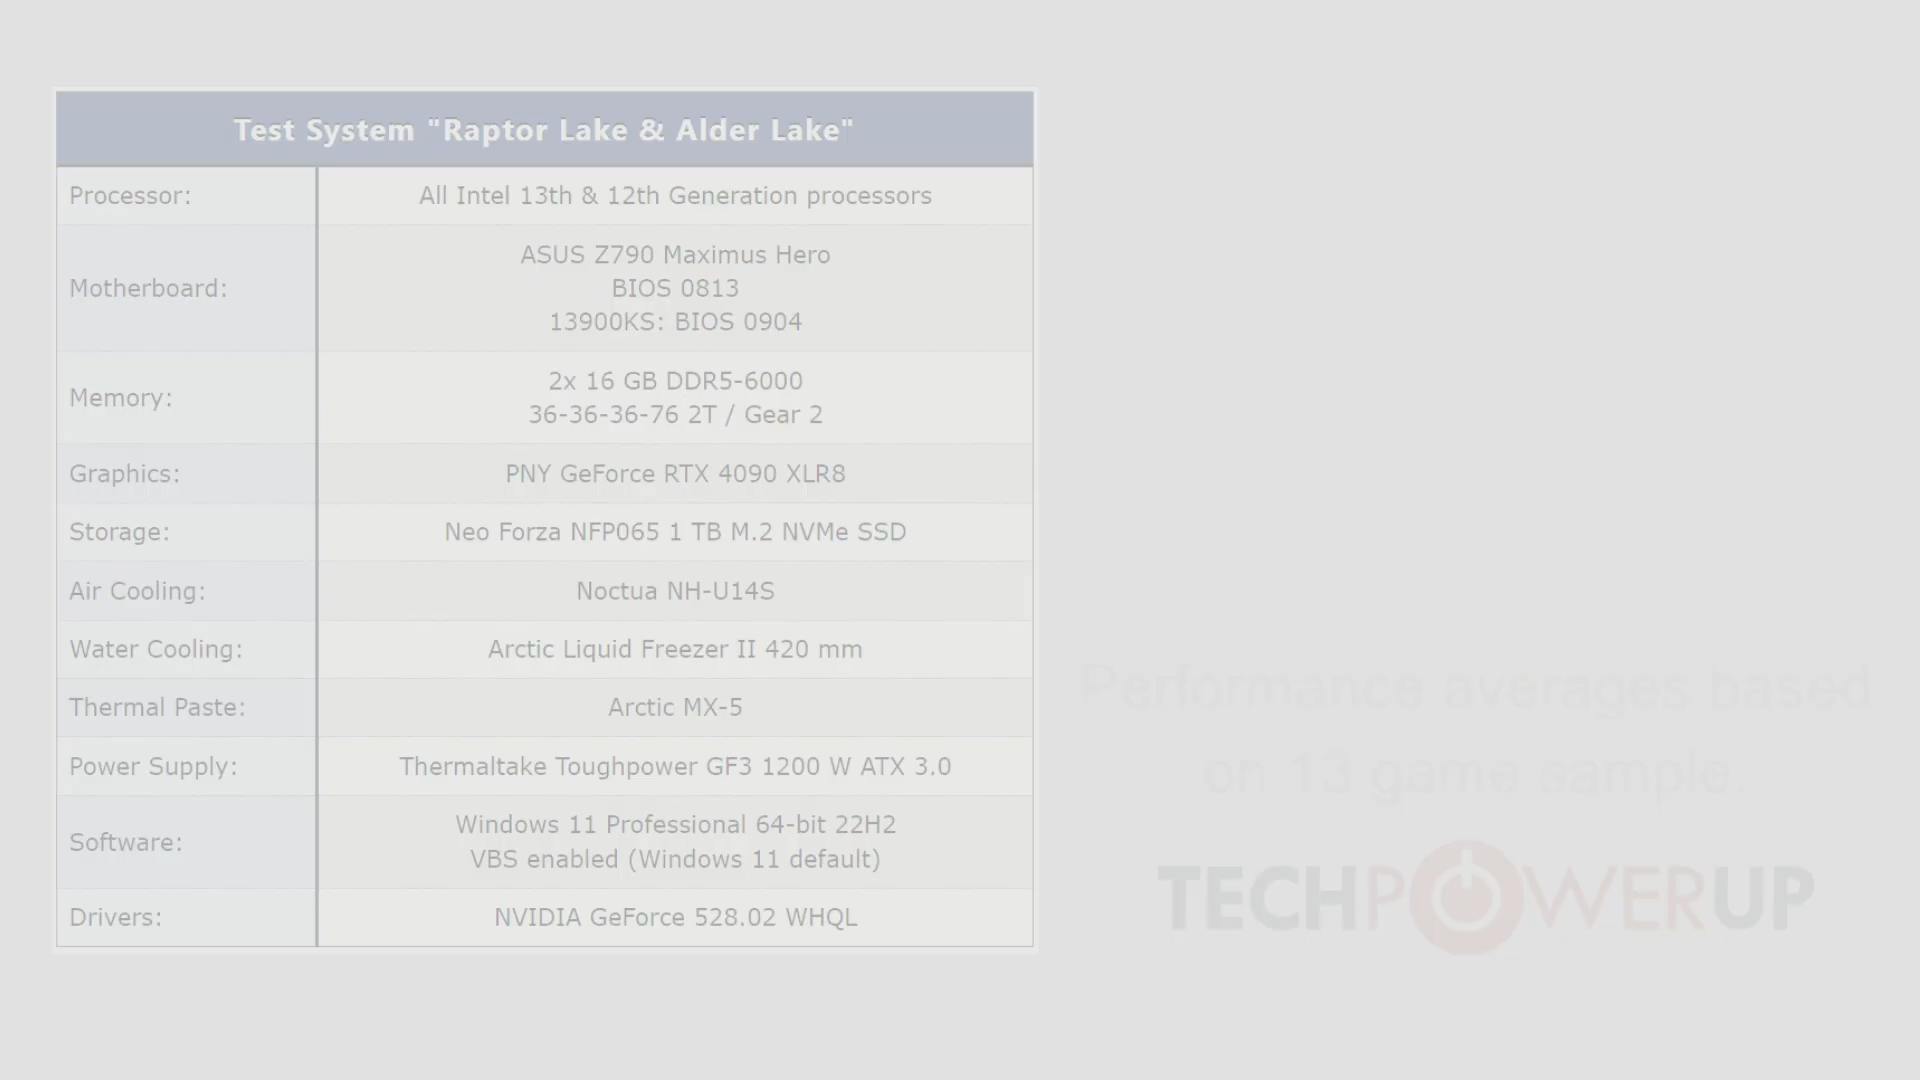 Test System "Raptor Lake & Alder Lake"
Processor: All Intel 13th & 12th Generation processors
Motherboard: ASUS Z790 Maximus Hero
BIOS 0813
13900KS: BIOS 0904
Memory: 2x 16 GB DDR5-6000
36-36-36-76 2T / Gear 2
Graphics: PNY GeForce RTX 4090 XLR8
Storage: Neo Forza NFP065 1 TB M.2 NVMe SSD
Air Cooling: Noctua NH-U14S
Water Cooling: Arctic Liquid Freezer II 420 mm
Thermal Paste: Arctic MX-5
Power Supply: Thermaltake Toughpower GF3 1200 W ATX 3.0
Software: Windows 11 Professional 64-bit 22H2
VBS enabled (Windows 11 default)
Drivers: NVIDIA GeForce 528.02 WHQL
Performance averages based
on 13 game sample.
TECHPOWERUP